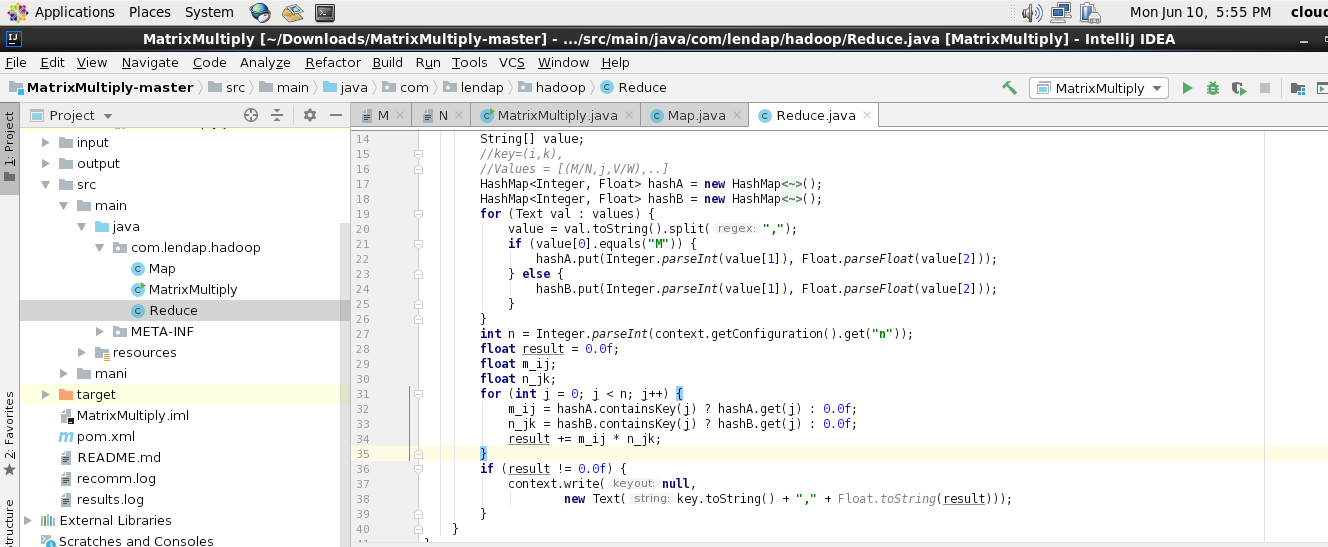 Applications Places System Mon Jun 10, 5:55 PM cloud
MatrixMultiply [~/Downloads/MatrixMultiply-master] - .../src/main/java/com/lendap/hadoop/Reduce.java [MatrixMultiply] - IntelliJ IDEA
File Edit View Navigate Code Analyze Refactor Build Run Tools VCS Window Help
MatrixMultiply-master src main java com lendap hadoop Reduce MatrixMultiply
Project M N MatrixMultiply.java Map.java Reduce.java
1: Project
2: Favorites
Structure
input
output
src
main
java
com.lendap.hadoop
Map
MatrixMultiply
Reduce
META-INF
resources
mani
target
MatrixMultiply.iml
pom.xml
README.md
recomm.log
results.log
External Libraries
Scratches and Consoles
14 String[] value;
15 //key=(i,k),
16 //Values = [(M/N,j,V/W),..]
17 HashMap<Integer, Float> hashA = new HashMap<~>();
18 HashMap<Integer, Float> hashB = new HashMap<~>();
19 for (Text val : values) {
20 value = val.toString().split( regex: ",");
21 if (value[0].equals("M")) {
22 hashA.put(Integer.parseInt(value[1]), Float.parseFloat(value[2]));
23 } else {
24 hashB.put(Integer.parseInt(value[1]), Float.parseFloat(value[2]));
25 }
26 }
27 int n = Integer.parseInt(context.getConfiguration().get("n"));
28 float result = 0.0f;
29 float m_ij;
30 float n_jk;
31 for (int j = 0; j < n; j++) {
32 m_ij = hashA.containsKey(j) ? hashA.get(j) : 0.0f;
33 n_jk = hashB.containsKey(j) ? hashB.get(j) : 0.0f;
34 result += m_ij * n_jk;
35 }
36 if (result != 0.0f) {
37 context.write( keyout: null,
38 new Text( string: key.toString() + "," + Float.toString(result)));
39 }
40 }